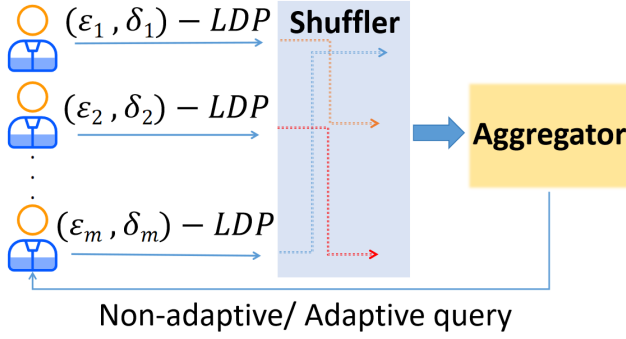 (ε₁, δ₁) − LDP
Shuffler
(ε₂, δ₂) − LDP
Aggregator
(εₘ, δₘ) − LDP
Non-adaptive/ Adaptive query